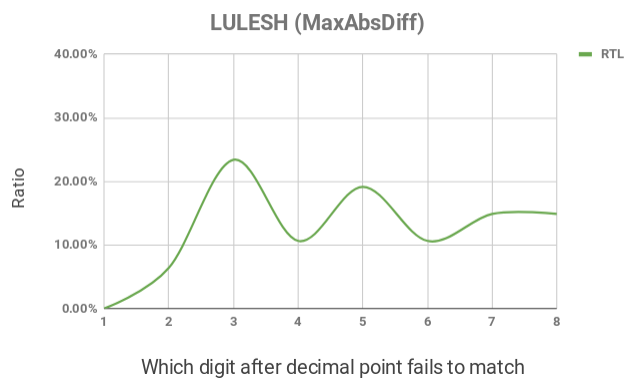 LULESH (MaxAbsDiff)
40.00%
30.00%
20.00%
10.00%
0.00%
Ratio
RTL
1 2 3 4 5 6 7 8
Which digit after decimal point fails to match